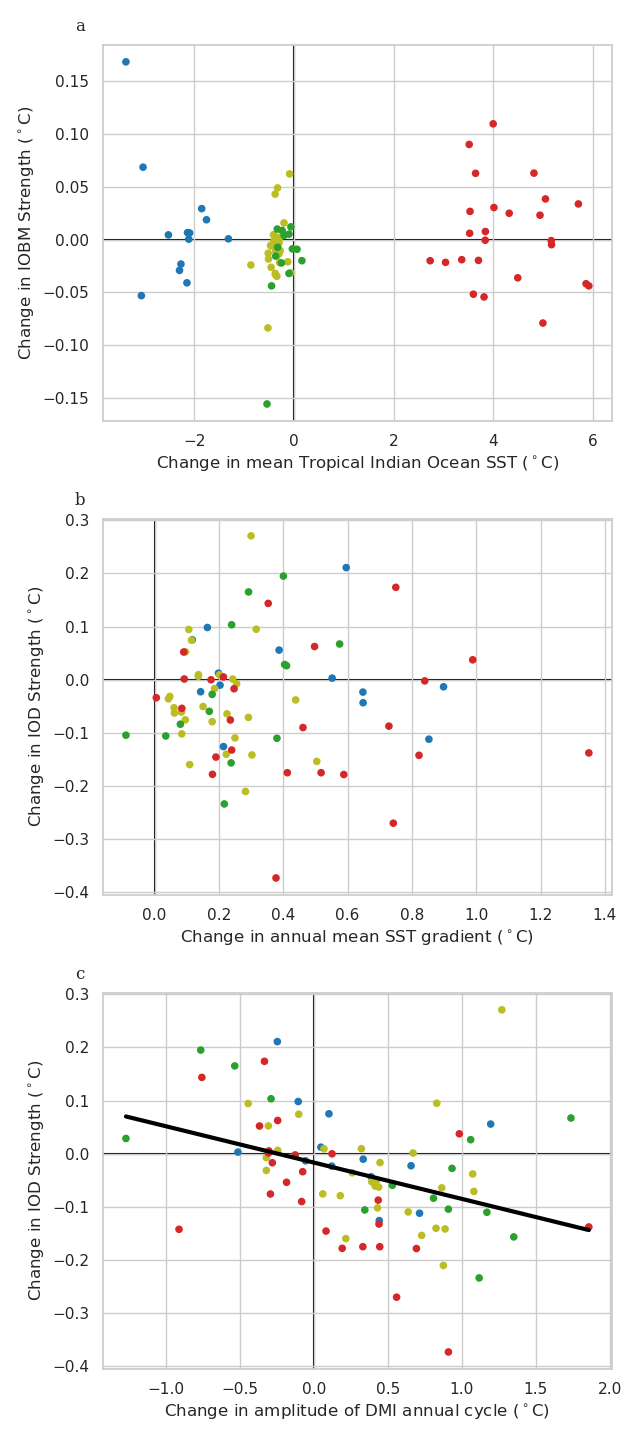 a
0.15
0.10
0.05
0.00
−0.05
−0.10
−0.15
Change in IOBM Strength (°C)
−2 0 2 4 6
Change in mean Tropical Indian Ocean SST (°C)
b
0.3
0.2
0.1
0.0
−0.1
−0.2
−0.3
−0.4
Change in IOD Strength (°C)
0.0 0.2 0.4 0.6 0.8 1.0 1.2 1.4
Change in annual mean SST gradient (°C)
c
0.3
0.2
0.1
0.0
−0.1
−0.2
−0.3
−0.4
Change in IOD Strength (°C)
−1.0 −0.5 0.0 0.5 1.0 1.5 2.0
Change in amplitude of DMI annual cycle (°C)